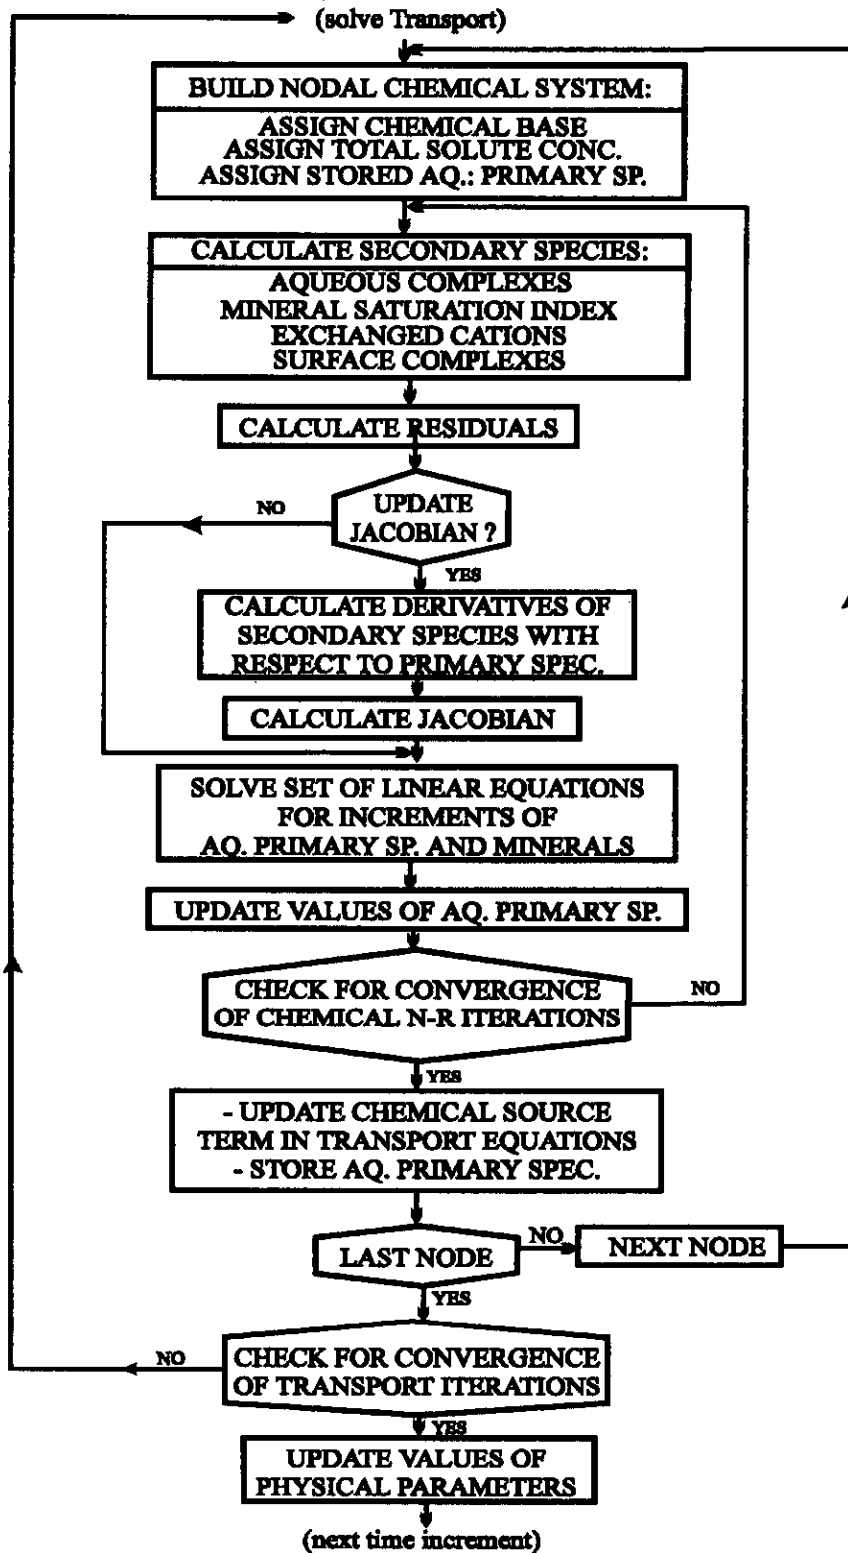 (solve Transport)
BUILD NODAL CHEMICAL SYSTEM:
ASSIGN CHEMICAL BASE
ASSIGN TOTAL SOLUTE CONC.
ASSIGN STORED AQ.: PRIMARY SP.
CALCULATE SECONDARY SPECIES:
AQUEOUS COMPLEXES
MINERAL SATURATION INDEX
EXCHANGED CATIONS
SURFACE COMPLEXES
CALCULATE RESIDUALS
NO
UPDATE
JACOBIAN ?
YES
CALCULATE DERIVATIVES OF
SECONDARY SPECIES WITH
RESPECT TO PRIMARY SPEC.
CALCULATE JACOBIAN
SOLVE SET OF LINEAR EQUATIONS
FOR INCREMENTS OF
AQ. PRIMARY SP. AND MINERALS
UPDATE VALUES OF AQ. PRIMARY SP.
CHECK FOR CONVERGENCE
OF CHEMICAL N-R ITERATIONS
NO
YES
- UPDATE CHEMICAL SOURCE
TERM IN TRANSPORT EQUATIONS
- STORE AQ. PRIMARY SPEC.
LAST NODE
NO
NEXT NODE
YES
NO
CHECK FOR CONVERGENCE
OF TRANSPORT ITERATIONS
YES
UPDATE VALUES OF
PHYSICAL PARAMETERS
(next time increment)